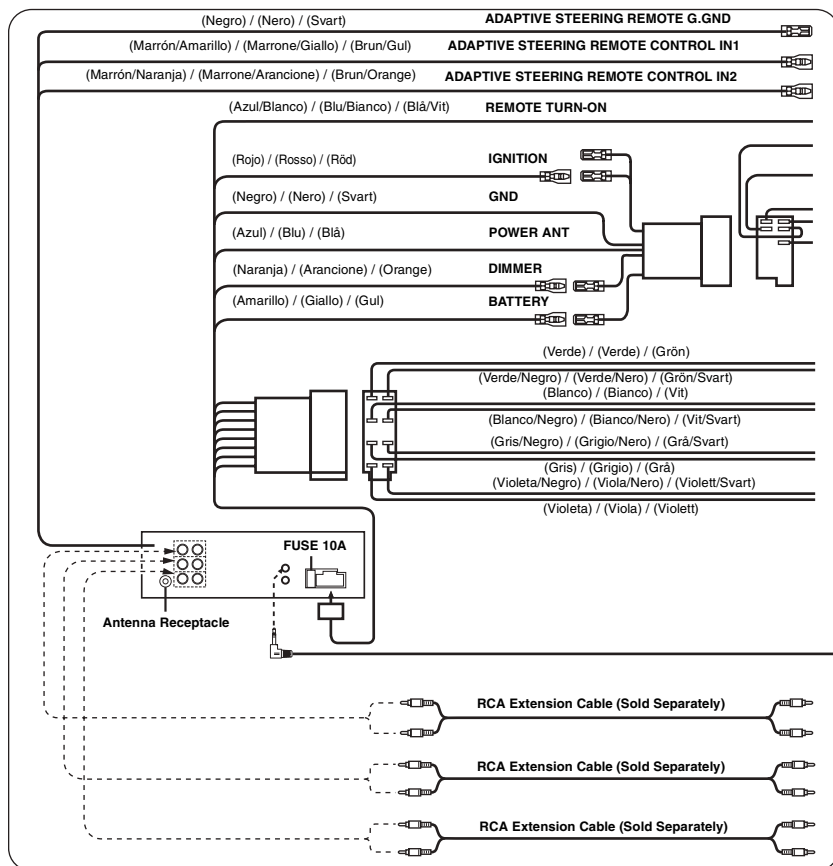 (Negro) / (Nero) / (Svart) ADAPTIVE STEERING REMOTE G.GND
(Marrón/Amarillo) / (Marrone/Giallo) / (Brun/Gul) ADAPTIVE STEERING REMOTE CONTROL IN1
(Marrón/Naranja) / (Marrone/Arancione) / (Brun/Orange) ADAPTIVE STEERING REMOTE CONTROL IN2
(Azul/Blanco) / (Blu/Bianco) / (Blå/Vit) REMOTE TURN-ON
(Rojo) / (Rosso) / (Röd) IGNITION
(Negro) / (Nero) / (Svart) GND
(Azul) / (Blu) / (Blå) POWER ANT
(Naranja) / (Arancione) / (Orange) DIMMER
(Amarillo) / (Giallo) / (Gul) BATTERY
(Verde) / (Verde) / (Grön)
(Verde/Negro) / (Verde/Nero) / (Grön/Svart)
(Blanco) / (Bianco) / (Vit)
(Blanco/Negro) / (Bianco/Nero) / (Vit/Svart)
(Gris/Negro) / (Grigio/Nero) / (Grå/Svart)
(Gris) / (Grigio) / (Grå)
(Violeta/Negro) / (Viola/Nero) / (Violett/Svart)
(Violeta) / (Viola) / (Violett)
FUSE 10A
Antenna Receptacle
RCA Extension Cable (Sold Separately)
RCA Extension Cable (Sold Separately)
RCA Extension Cable (Sold Separately)